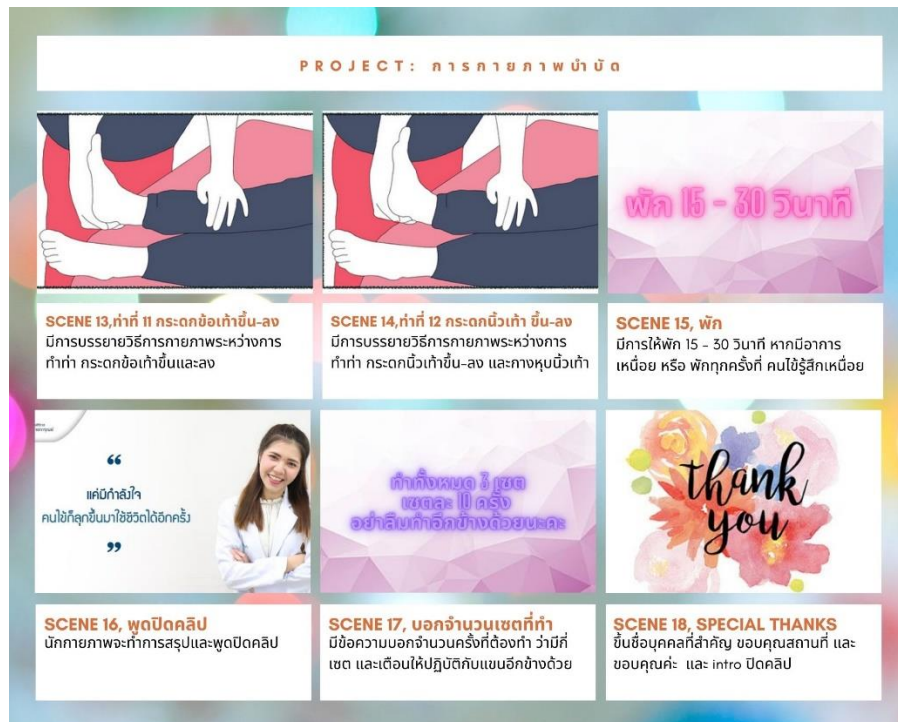 PROJECT: การกายภาพบำบัด
SCENE 13,ท่าที่ 11 กระดกข้อเท้าขึ้น-ลง
มีการบรรยายวิธีการกายภาพระหว่างการ
ทำท่า กระดกข้อเท้าขึ้นและลง
SCENE 14,ท่าที่ 12 กระดกนิ้วเท้า ขึ้น-ลง
มีการบรรยายวิธีการกายภาพระหว่างการ
ทำท่า กระดกนิ้วเท้าขึ้น-ลง และกางหุบนิ้วเท้า
พัก 15 - 30 วินาที
SCENE 15, พัก
มีการให้พัก 15 - 30 วินาที หากมีอาการ
เหนื่อย หรือ พักทุกครั้งที่ คนไข้รู้สึกเหนื่อย
“
แค่มีกำลังใจ
คนไข้ก็ลุกขึ้นมาใช้ชีวิตได้อีกครั้ง
”
SCENE 16, พูดปิดคลิป
นักกายภาพจะทำการสรุปและพูดปิดคลิป
ทำทั้งหมด 3 เซต
เซตละ 10 ครั้ง
อย่าลืมทำอีกข้างด้วยนะคะ
SCENE 17, บอกจำนวนเซตที่ทำ
มีข้อความบอกจำนวนครั้งที่ต้องทำ ว่ามีกี่
เซต และเตือนให้ปฏิบัติกับแขนอีกข้างด้วย
thank
you
SCENE 18, SPECIAL THANKS
ขึ้นชื่อบุคคลที่สำคัญ ขอบคุณสถานที่ และ
ขอบคุณค่ะ และ intro ปิดคลิป